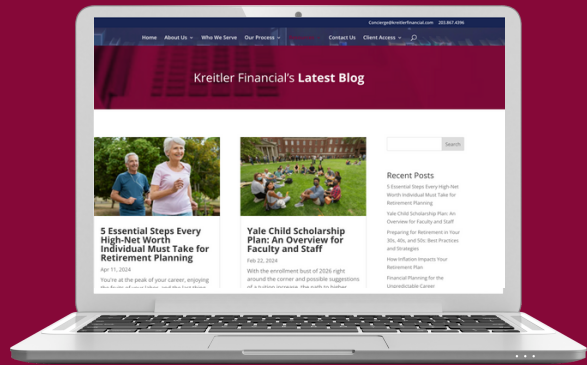 Concierge@kreitlerfinancial.com 203.867.4396
Home About Us Who We Serve Our Process Contact Us Client Access
Kreitler Financial's Latest Blog
Search
5 Essential Steps Every
High-Net Worth
Individual Must Take for
Retirement Planning
Apr 11, 2024
You're at the peak of your career, enjoying
the fruits of your labor, and the last thing
Yale Child Scholarship
Plan: An Overview for
Faculty and Staff
Feb 22, 2024
With the enrollment bust of 2026 right
around the corner and possible suggestions
of a tuition increase, the path to higher
Recent Posts
5 Essential Steps Every High-Net
Worth Individual Must Take for
Retirement Planning
Yale Child Scholarship Plan: An
Overview for Faculty and Staff
Preparing for Retirement in Your
30s, 40s, and 50s: Best Practices
and Strategies
How Inflation Impacts Your
Retirement Plan
Financial Planning for the
Career